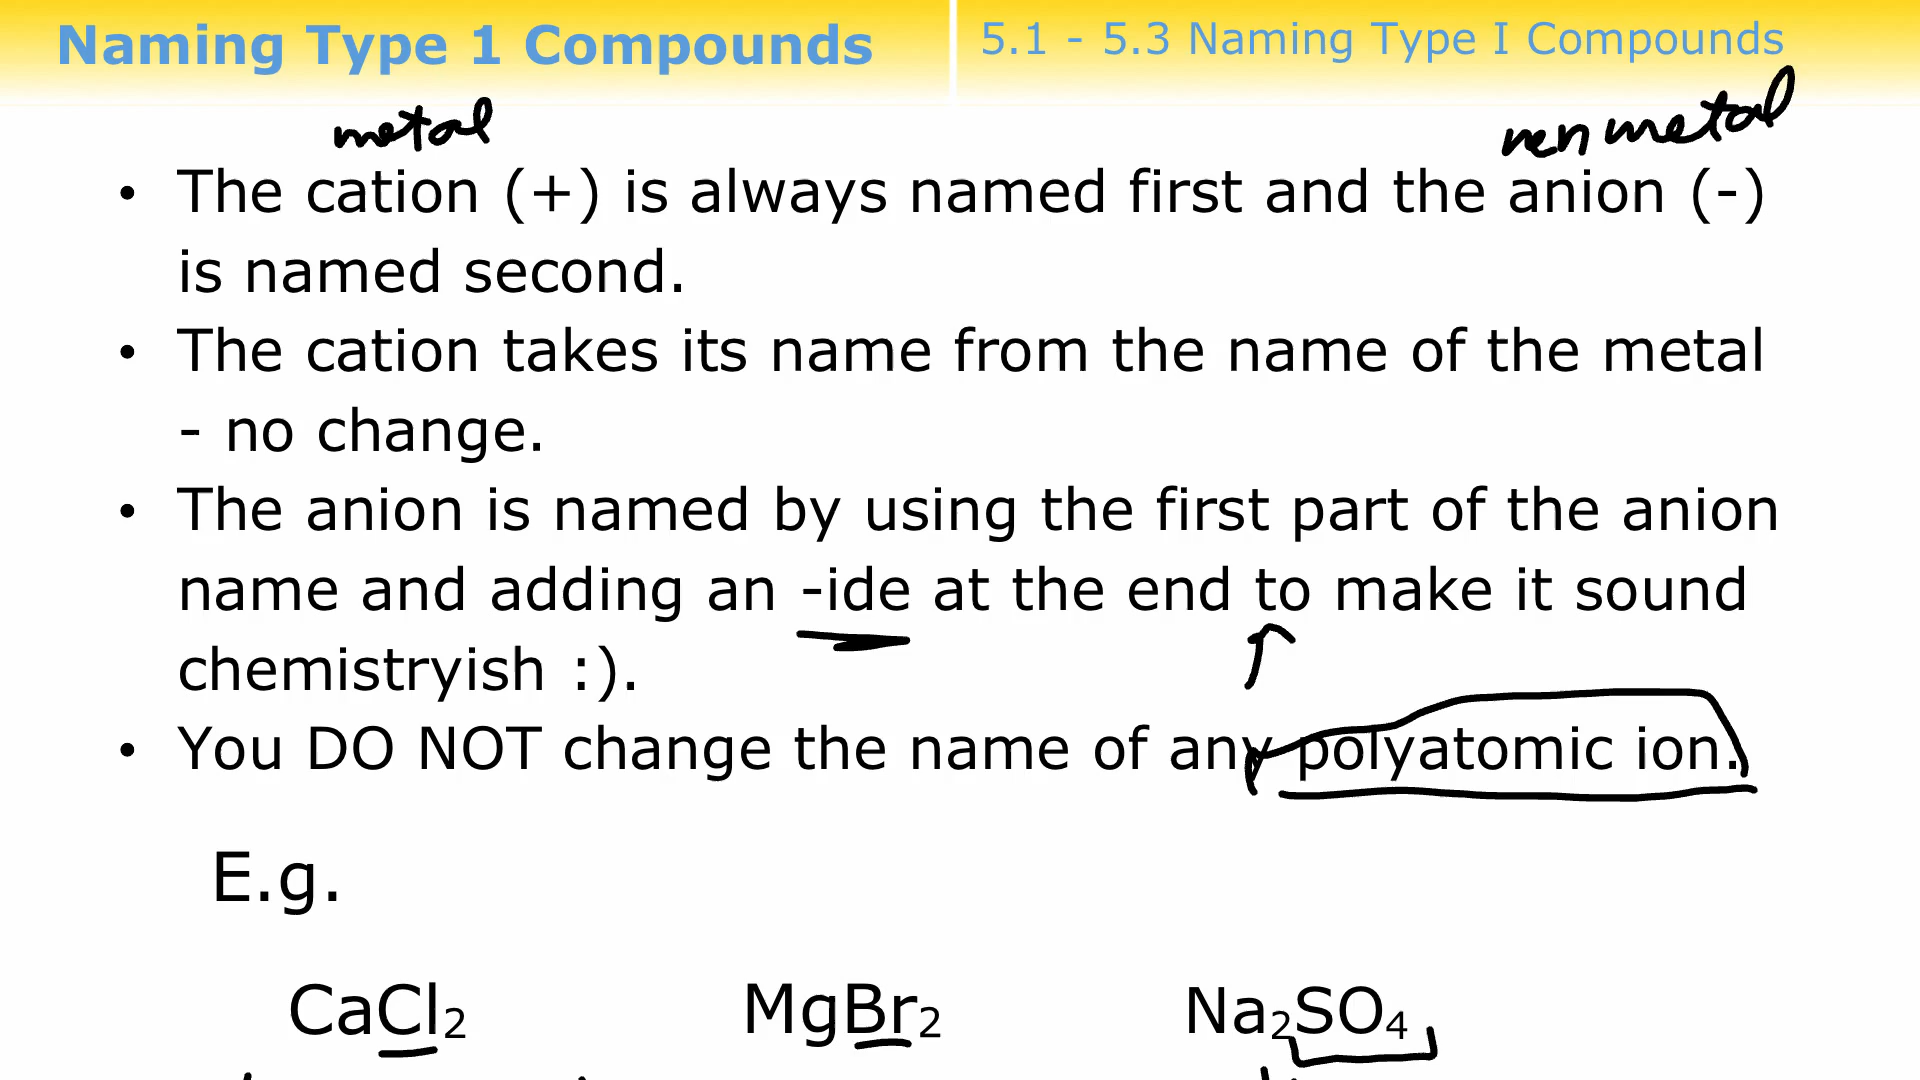 Naming Type 1 Compounds
5.1 - 5.3 Naming Type I Compounds
metal
non metal
• The cation (+) is always named first and the anion (-)
is named second.
• The cation takes its name from the name of the metal
- no change.
• The anion is named by using the first part of the anion
name and adding an -ide at the end to make it sound
chemistryish :).
• You DO NOT change the name of any polyatomic ion.
E.g.
CaCl₂ MgBr₂ Na₂SO₄